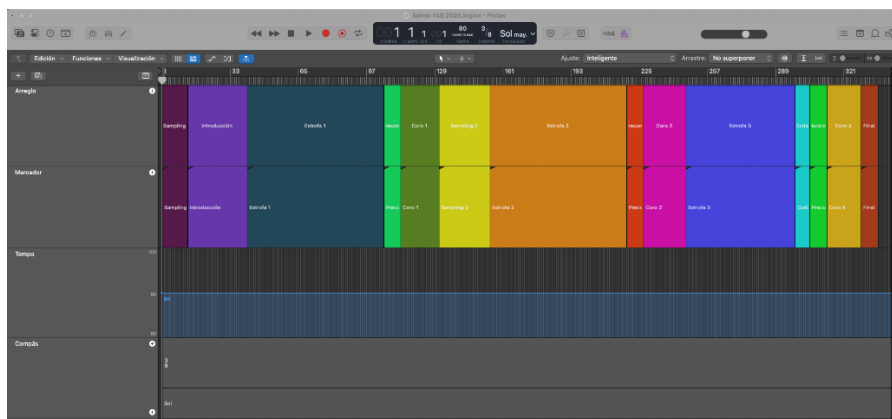 Salmo 148 2026.logicx - Pistas
001 1 1 001 80 3/8 Sol may.
Edición Funciones Visualización Ajuste: Inteligente Arrastre: No superponer
1 33 65 97 129 161 193 225 257 289 321
Arreglo
Sampling Introducción Estrofa 1 Coro 1 Sampling 2 Estrofa 2 Coro 2 Estrofa 3 Coro 4 Final
Marcador
Sampling Introducción Estrofa 1 Preco Coro 1 Sampling 2 Estrofa 2 Preco Coro 2 Estrofa 3 Preco Coro 4 Final
Tempo
80
Compás
Sol